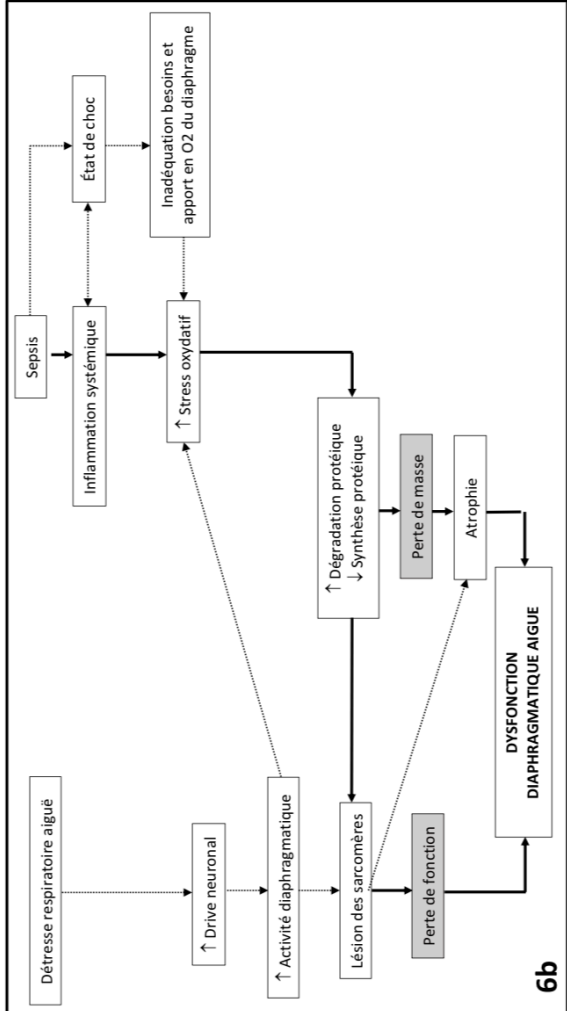 Détresse respiratoire aiguë
Sepsis
Inflammation systémique
État de choc
↑ Drive neuronal
↑ Stress oxydatif
Inadéquation besoins et
apport en O2 du diaphragme
↑ Activité diaphragmatique
Lésion des sarcomères
↑ Dégradation protéique
↓ Synthèse protéique
Perte de fonction
Perte de masse
Atrophie
DYSFONCTION
DIAPHRAGMATIQUE AIGUE
6b